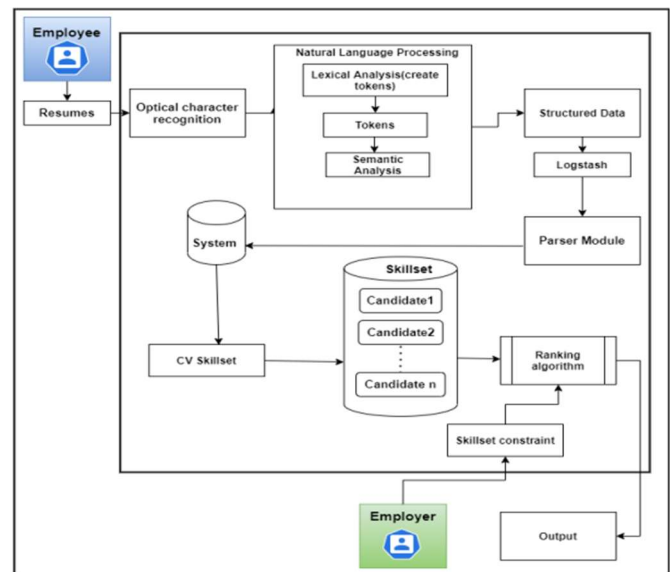 Employee
Resumes
Optical character
recognition
Natural Language Processing
Lexical Analysis(create
tokens)
Tokens
Semantic
Analysis
Structured Data
Logstash
Parser Module
System
CV Skillset
Skillset
Candidate1
Candidate2
Candidate n
Ranking
algorithm
Skillset constraint
Employer
Output